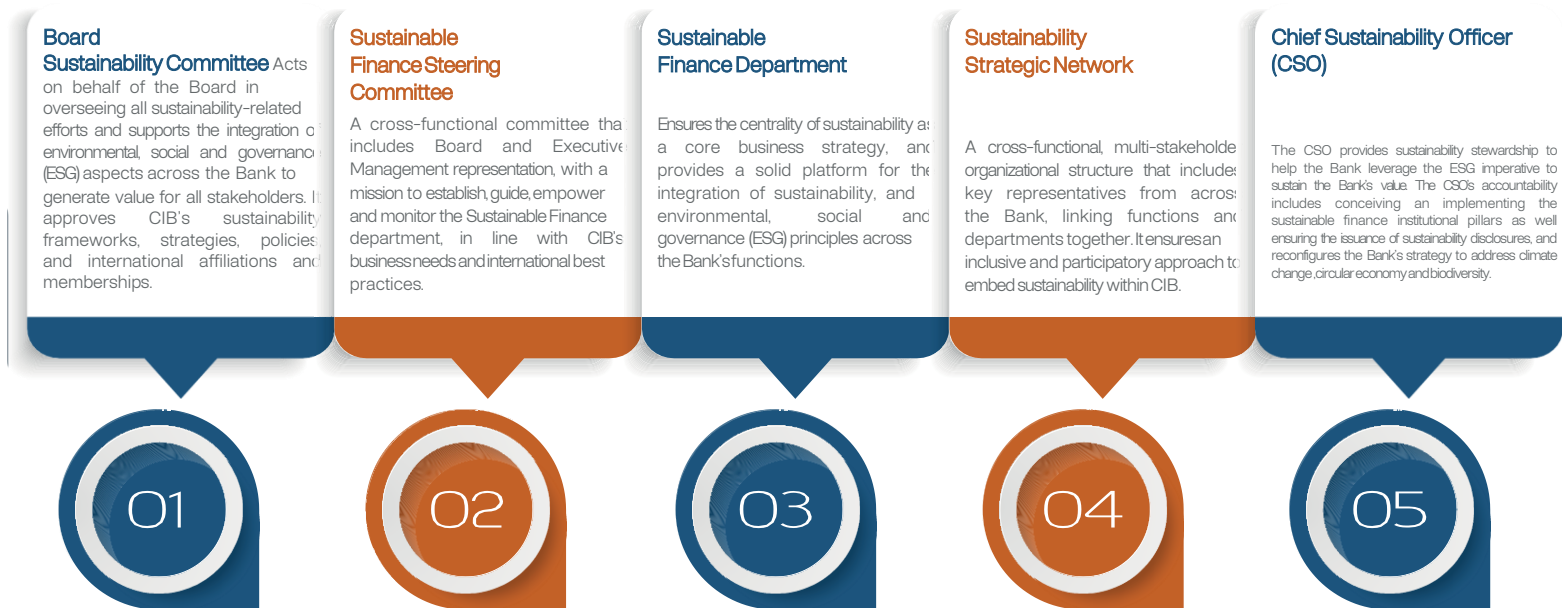 Board
Sustainability Committee Acts
on behalf of the Board in
overseeing all sustainability-related
efforts and supports the integration of
environmental, social and governance
(ESG) aspects across the Bank to
generate value for all stakeholders. It
approves CIB's sustainability
frameworks, strategies, policies,
and international affiliations and
memberships.
Sustainable
Finance Steering
Committee
A cross-functional committee that
includes Board and Executive
Management representation, with a
mission to establish, guide, empower
and monitor the Sustainable Finance
department, in line with CIB's
business needs and international best
practices.
Sustainable
Finance Department
Ensures the centrality of sustainability as
a core business strategy, and
provides a solid platform for the
integration of sustainability, and
environmental, social and
governance (ESG) principles across
the Bank's functions.
Sustainability
Strategic Network
A cross-functional, multi-stakeholder
organizational structure that includes
key representatives from across
the Bank, linking functions and
departments together. It ensures an
inclusive and participatory approach to
embed sustainability within CIB.
Chief Sustainability Officer
(CSO)
The CSO provides sustainability stewardship to
help the Bank leverage the ESG imperative to
sustain the Bank's value. The CSO's accountability
includes conceiving an implementing the
sustainable finance institutional pillars as well
ensuring the issuance of sustainability disclosures, and
reconfigures the Bank's strategy to address climate
change, circular economy and biodiversity.
01
02
03
04
05